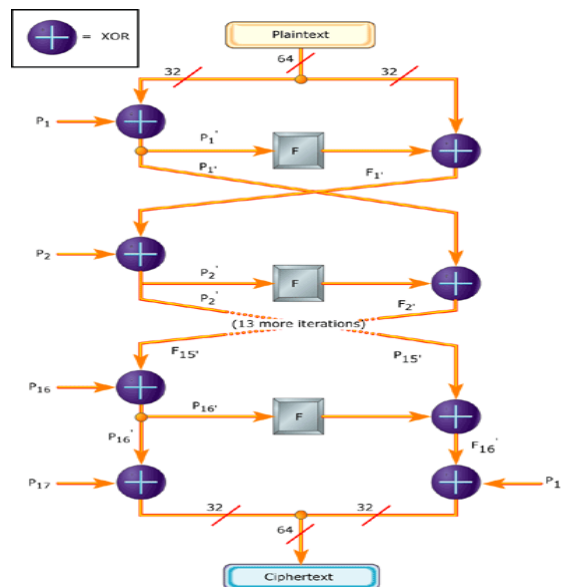 = XOR
Plaintext
64
32 32
P₁
P₁' F
P₁' F₁'
P₂
P₂' F
P₂' F₂'
(13 more iterations)
F₁₅' P₁₅'
P₁₆ P₁₆' F
P₁₆' F₁₆'
P₁₇ P₁
32 32
64
Ciphertext